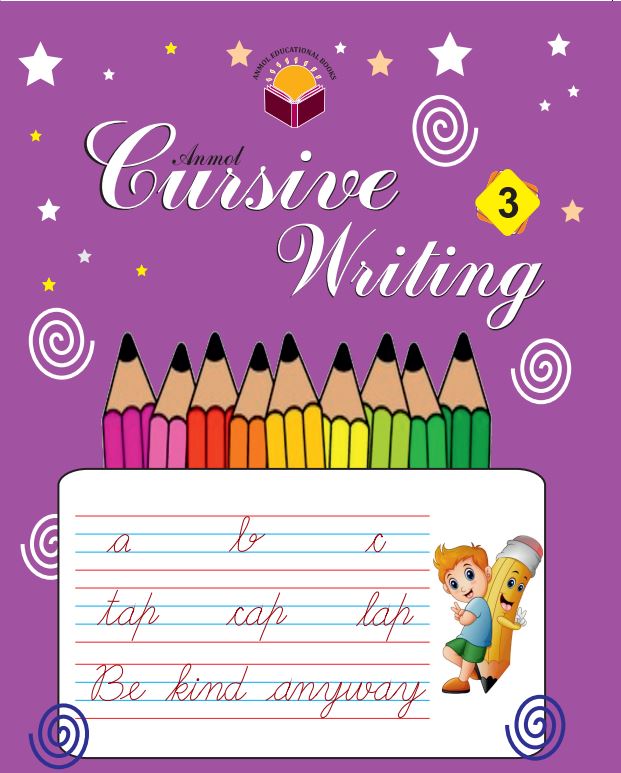 ANMOL EDUCATIONAL BOOKS
Anmol
Cursive
3
Writing
a b c
tap cap lap
Be kind anyway